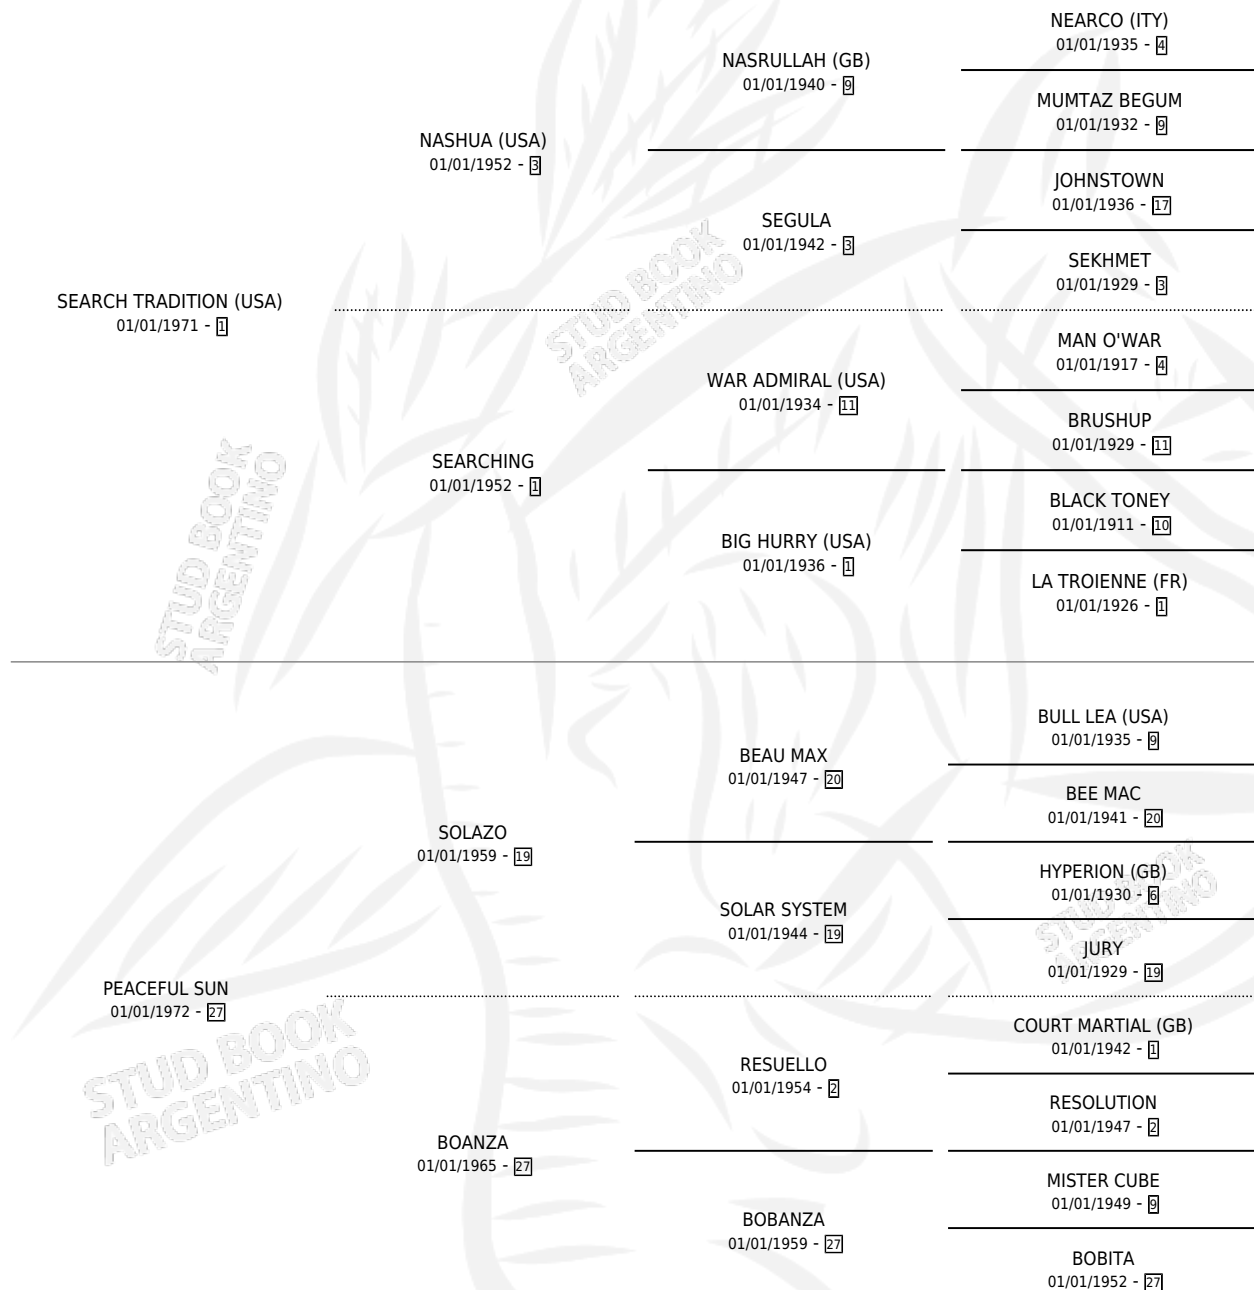 NEARCO (ITY)
01/01/1935 - 4
NASRULLAH (GB)
01/01/1940 - 9
MUMTAZ BEGUM
01/01/1932 - 9
NASHUA (USA)
01/01/1952 - 3
JOHNSTOWN
01/01/1936 - 17
SEGULA
01/01/1942 - 3
SEKHMET
01/01/1929 - 3
SEARCH TRADITION (USA)
01/01/1971 - 1
STUD BOOK
ARGENTINO
MAN O'WAR
01/01/1917 - 4
WAR ADMIRAL (USA)
01/01/1934 - 11
BRUSHUP
01/01/1929 - 11
SEARCHING
01/01/1952 - 1
BLACK TONEY
01/01/1911 - 10
BIG HURRY (USA)
01/01/1936 - 1
LA TROIENNE (FR)
01/01/1926 - 1
STUD BOOK
ARGENTINO
BULL LEA (USA)
01/01/1935 - 9
BEAU MAX
01/01/1947 - 20
BEE MAC
01/01/1941 - 20
SOLAZO
01/01/1959 - 19
HYPERION (GB)
01/01/1930 - 6
SOLAR SYSTEM
01/01/1944 - 19
STUD BOOK
ARGENTINO
JURY
01/01/1929 - 19
PEACEFUL SUN
01/01/1972 - 27
STUD BOOK
ARGENTINO
COURT MARTIAL (GB)
01/01/1942 - 1
RESUELLO
01/01/1954 - 2
RESOLUTION
01/01/1947 - 2
BOANZA
01/01/1965 - 27
MISTER CUBE
01/01/1949 - 9
BOBANZA
01/01/1959 - 27
BOBITA
01/01/1952 - 27